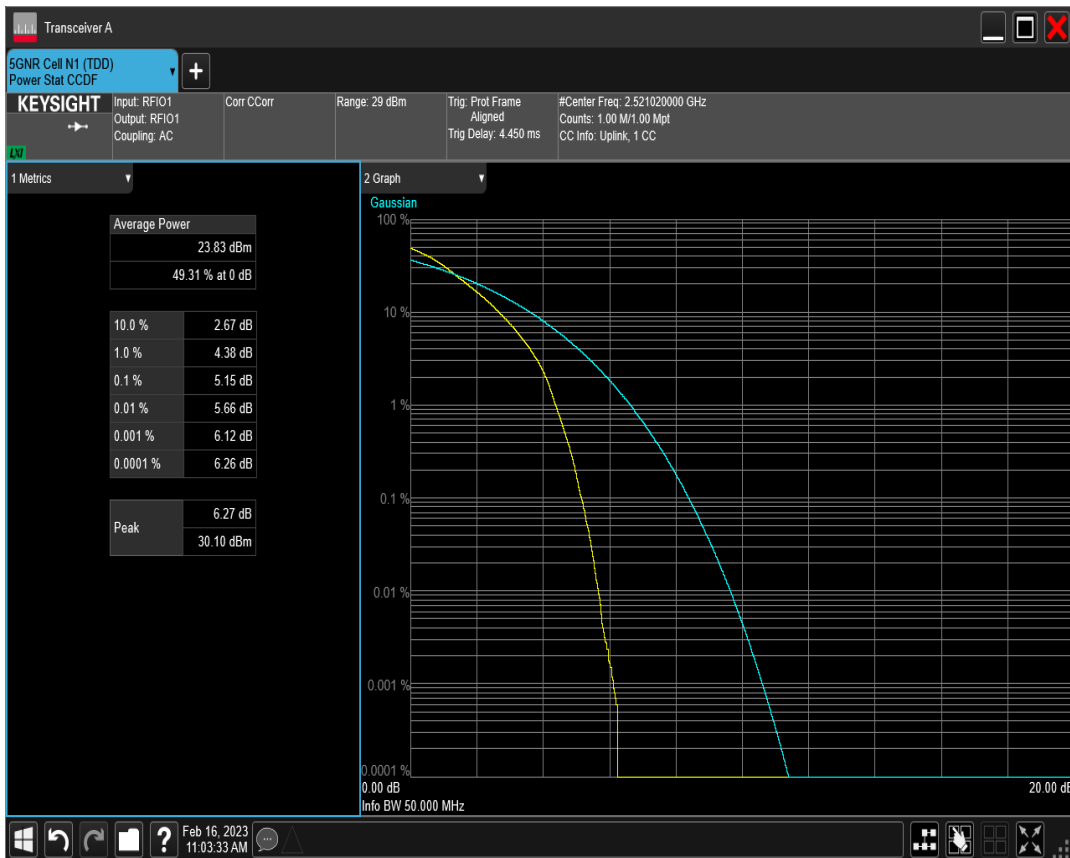 Transceiver A
5GNR Cell N1 (TDD)
Power Stat CCDF
KEYSIGHT
Input: RFIO1
Output: RFIO1
Coupling: AC
Corr CCorr
Range: 29 dBm
Trig: Prot Frame
Aligned
Trig Delay: 4.450 ms
#Center Freq: 2.521020000 GHz
Counts: 1.00 M/1.00 Mpt
CC Info: Uplink, 1 CC
LXI
1 Metrics
Average Power
23.83 dBm
49.31 % at 0 dB
10.0 % 2.67 dB
1.0 % 4.38 dB
0.1 % 5.15 dB
0.01 % 5.66 dB
0.001 % 6.12 dB
0.0001 % 6.26 dB
Peak 6.27 dB
30.10 dBm
2 Graph
Gaussian
100 %
10 %
1 %
0.1 %
0.01 %
0.001 %
0.0001 %
0.00 dB 20.00 dB
Info BW 50.000 MHz
Feb 16, 2023
11:03:33 AM